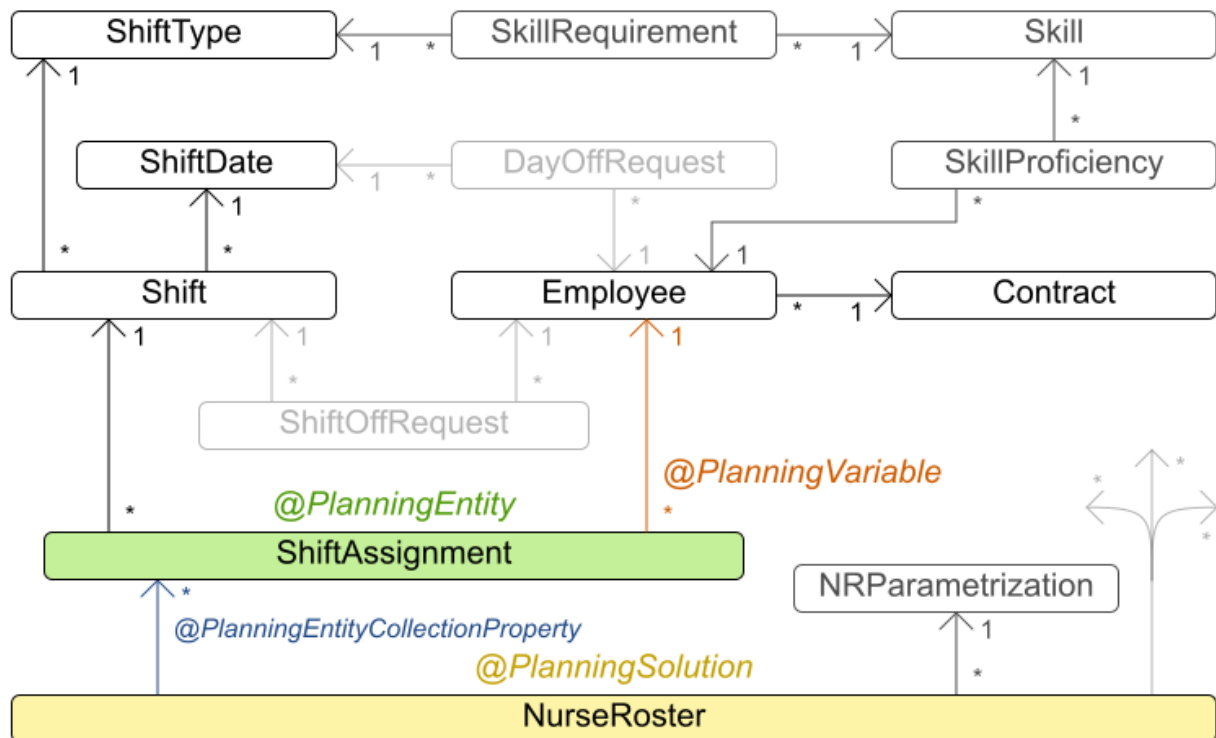 ShiftType
1
*
SkillRequirement
*
1
Skill
1
1
*
ShiftDate
1
*
DayOffRequest
SkillProficiency
1
*
*
*
*
1
1
Shift
Employee
*
1
Contract
1
1
1
1
*
*
ShiftOffRequest
@PlanningVariable
*
*
@PlanningEntity
*
*
*
ShiftAssignment
*
NRParametrization
@PlanningEntityCollectionProperty
1
@PlanningSolution
*
NurseRoster